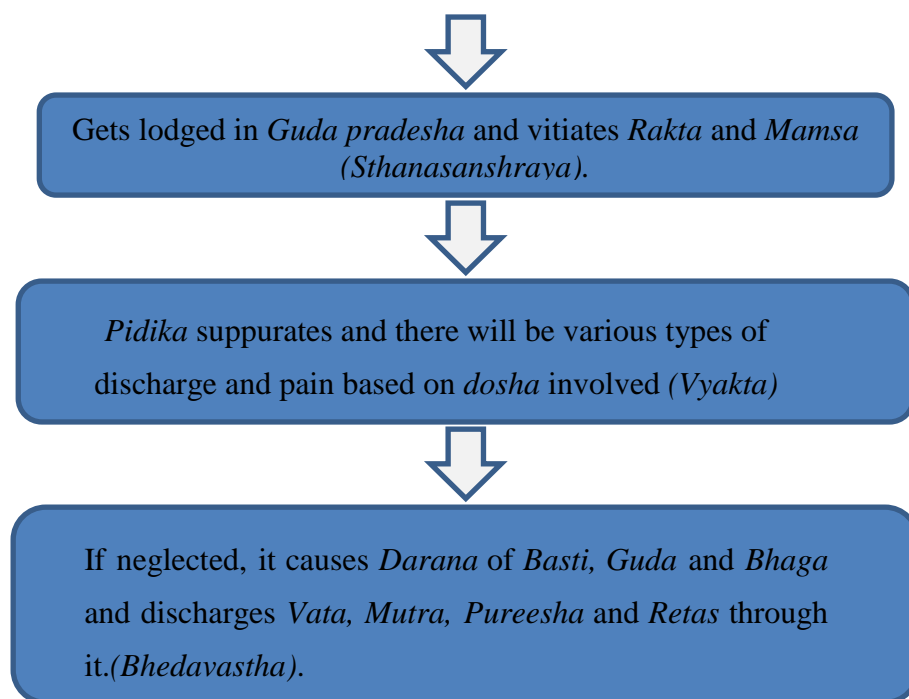 Gets lodged in Guda pradesha and vitiates Rakta and Mamsa
(Sthanasanshraya).
Pidika suppurates and there will be various types of
discharge and pain based on dosha involved (Vyakta)
If neglected, it causes Darana of Basti, Guda and Bhaga
and discharges Vata, Mutra, Pureesha and Retas through
it.(Bhedavastha).